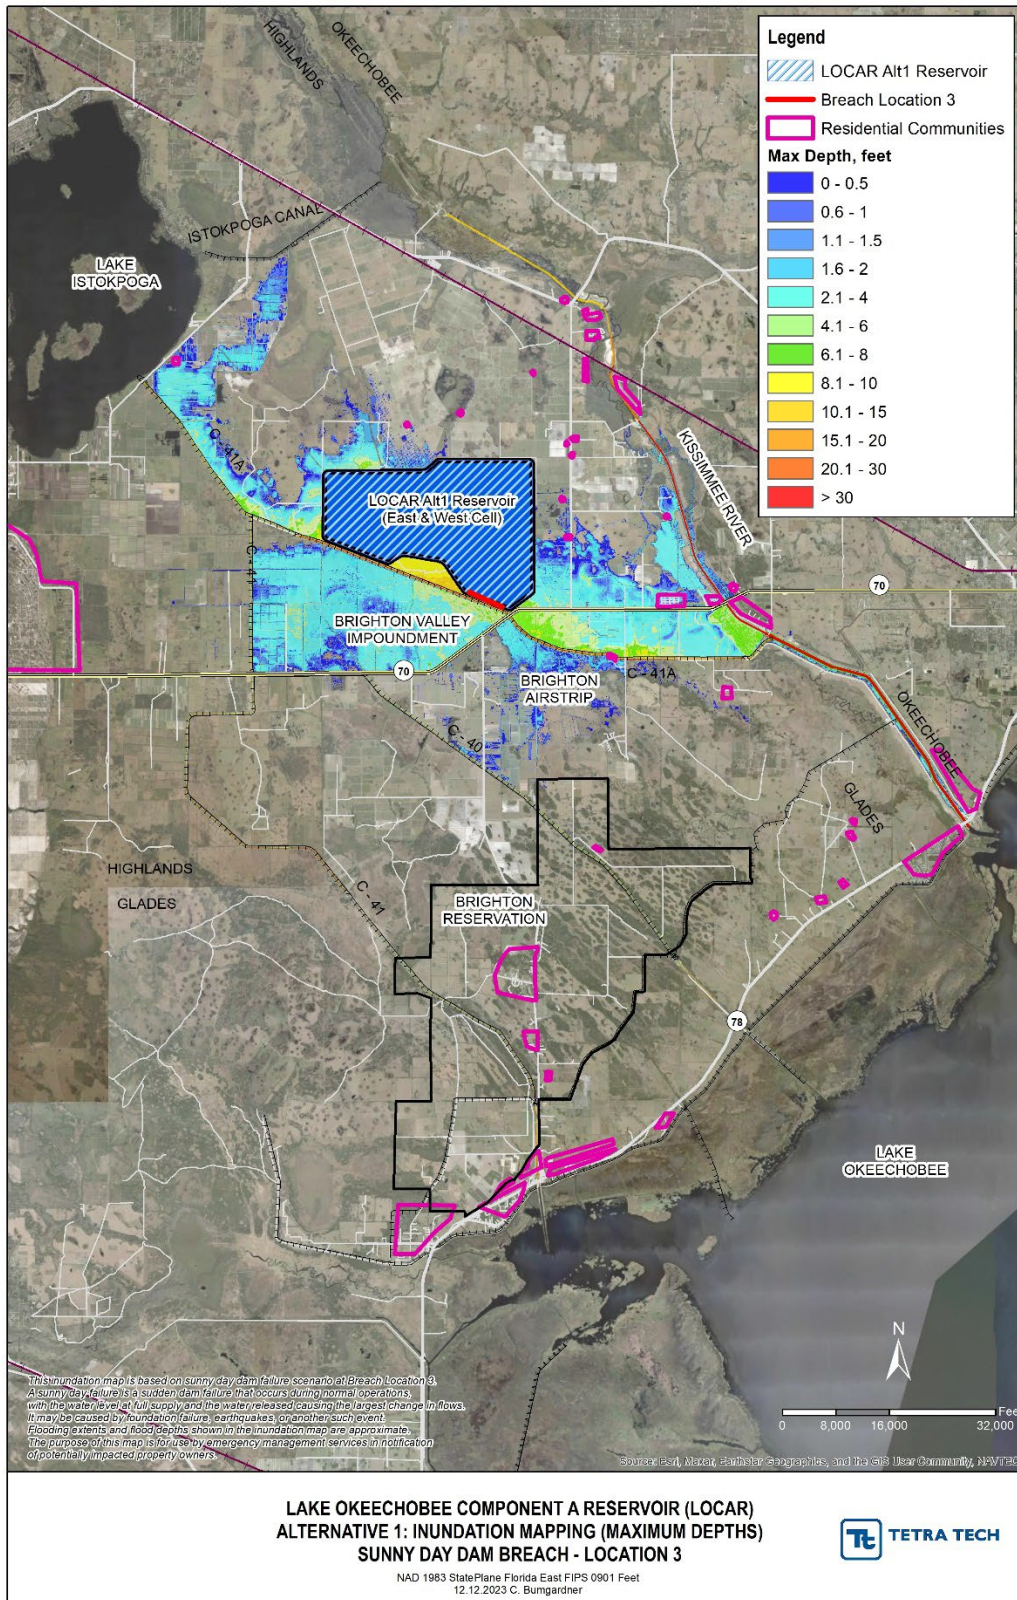 HIGHLANDS
OKEECHOBEE
Legend
LOCAR Alt1 Reservoir
Breach Location 3
Residential Communities
Max Depth, feet
0 - 0.5
0.6 - 1
1.1 - 1.5
1.6 - 2
2.1 - 4
4.1 - 6
6.1 - 8
8.1 - 10
10.1 - 15
15.1 - 20
20.1 - 30
> 30
ISTOKPOGA CANAL
LAKE
ISTOKPOGA
C - 41A
KISSIMMEE RIVER
LOCAR Alt1 Reservoir
(East & West Cell)
C - 41
70
BRIGHTON VALLEY
IMPOUNDMENT
70
BRIGHTON
AIRSTRIP
C - 41A
C - 40
OKEECHOBEE
GLADES
HIGHLANDS
GLADES
C - 41
BRIGHTON
RESERVATION
78
LAKE
OKEECHOBEE
N
This inundation map is based on sunny day dam failure scenario at Breach Location 3.
A sunny day failure is a sudden dam failure that occurs during normal operations,
with the water level at full supply and the water released causing the largest change in flows.
It may be caused by foundation failure, earthquakes, or another such event.
Flooding extents and flood depths shown in the inundation map are approximate.
The purpose of this map is for use by emergency management services in notification
of potentially impacted property owners.
Feet
0 8,000 16,000 32,000
Source: Esri, Maxar, Earthstar Geographics, and the GIS User Community, NAVTEQ
LAKE OKEECHOBEE COMPONENT A RESERVOIR (LOCAR)
ALTERNATIVE 1: INUNDATION MAPPING (MAXIMUM DEPTHS)
SUNNY DAY DAM BREACH - LOCATION 3
NAD 1983 StatePlane Florida East FIPS 0901 Feet
12.12.2023 C. Bumgardner
Tt TETRA TECH